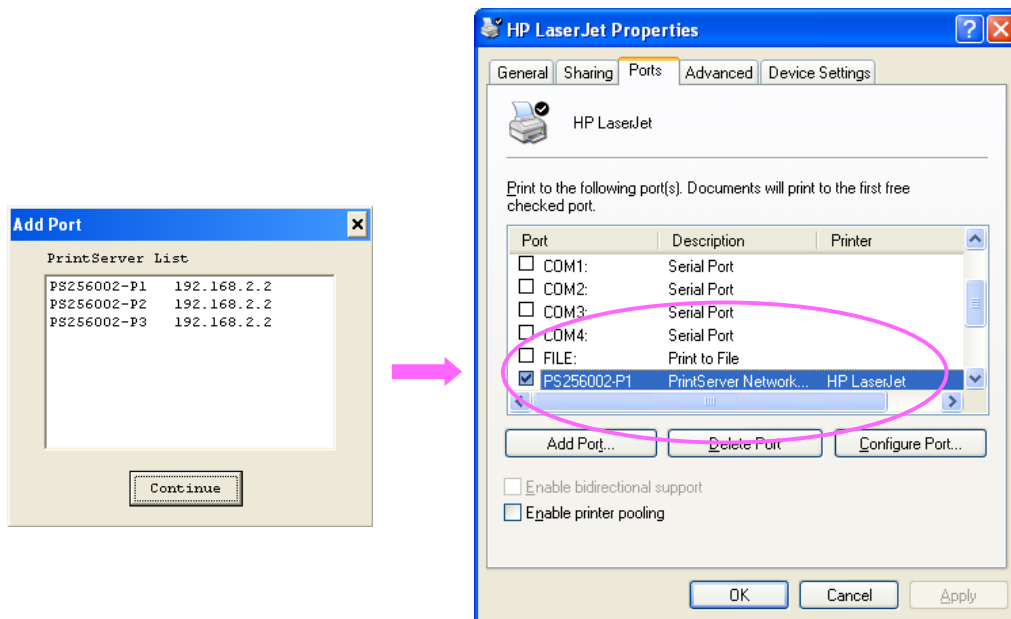 Add Port
PrintServer List
PS256002-P1 192.168.2.2
PS256002-P2 192.168.2.2
PS256002-P3 192.168.2.2
Continue
HP LaserJet Properties
General Sharing Ports Advanced Device Settings
HP LaserJet
Print to the following port(s). Documents will print to the first free
checked port.
Port Description Printer
COM1: Serial Port
COM2: Serial Port
COM3: Serial Port
COM4: Serial Port
FILE: Print to File
PS256002-P1 PrintServer Network... HP LaserJet
Add Port... Delete Port Configure Port...
Enable bidirectional support
Enable printer pooling
OK Cancel Apply